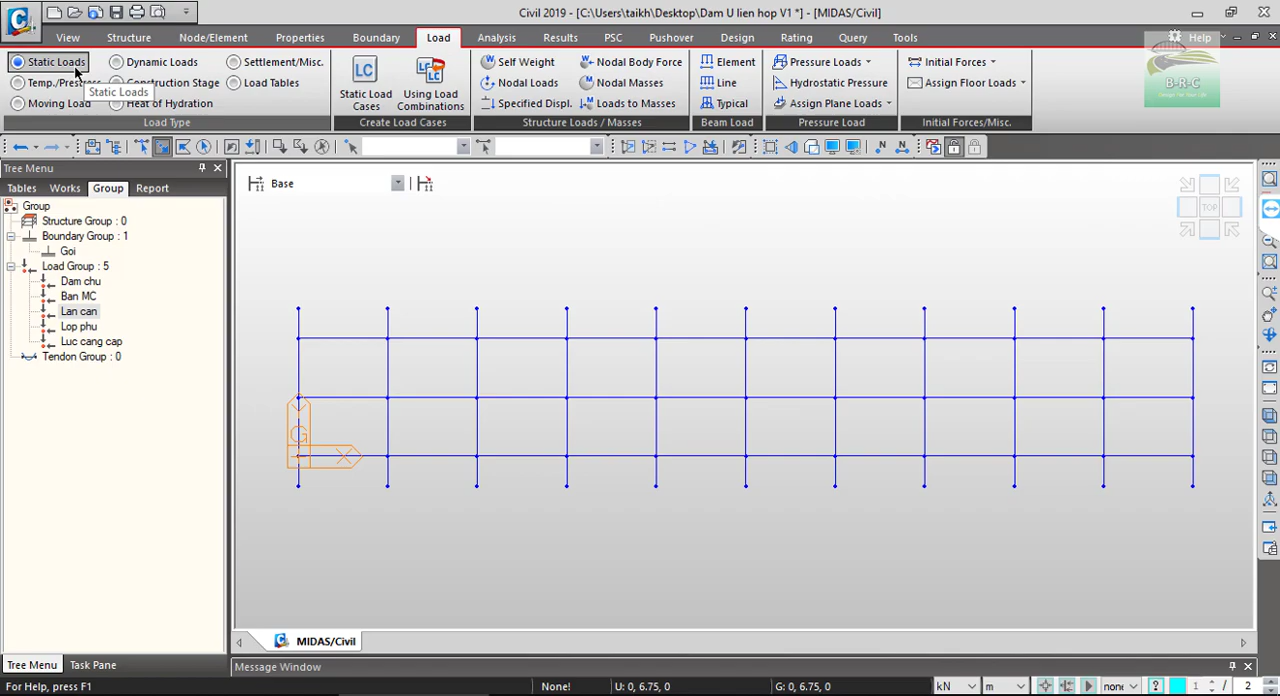 Civil 2019 - [C:\Users\taikh\Desktop\Dam U lien hop V1 *] - [MIDAS/Civil]
View Structure Node/Element Properties Boundary Load Analysis Results PSC Pushover Design Rating Query Tools Help
Static Loads Dynamic Loads Settlement/Misc.
Temp./Prestress Construction Stag Load Tables
Static Loads
Moving Load Heat of Hydration
Load Type
Static Load Cases
Using Load Combinations
Create Load Cases
Self Weight Nodal Body Force
Nodal Loads Nodal Masses
Specified Displ. Loads to Masses
Structure Loads / Masses
Element
Line
Typical
Beam Load
Pressure Loads
Hydrostatic Pressure
Assign Plane Loads
Pressure Load
Initial Forces
Assign Floor Loads
Initial Forces/Misc.
B-R-C
Tree Menu
Tables Works Group Report
Group
Structure Group : 0
Boundary Group : 1
Goi
Load Group : 5
Dam chu
Ban MC
Lan can
Lop phu
Luc cang cap
Tendon Group : 0
Base
TOP
G
X
MIDAS/Civil
Tree Menu Task Pane
Message Window
For Help, press F1 None! U: 0, 6.75, 0 G: 0, 6.75, 0 kN m none ? 1 / 2